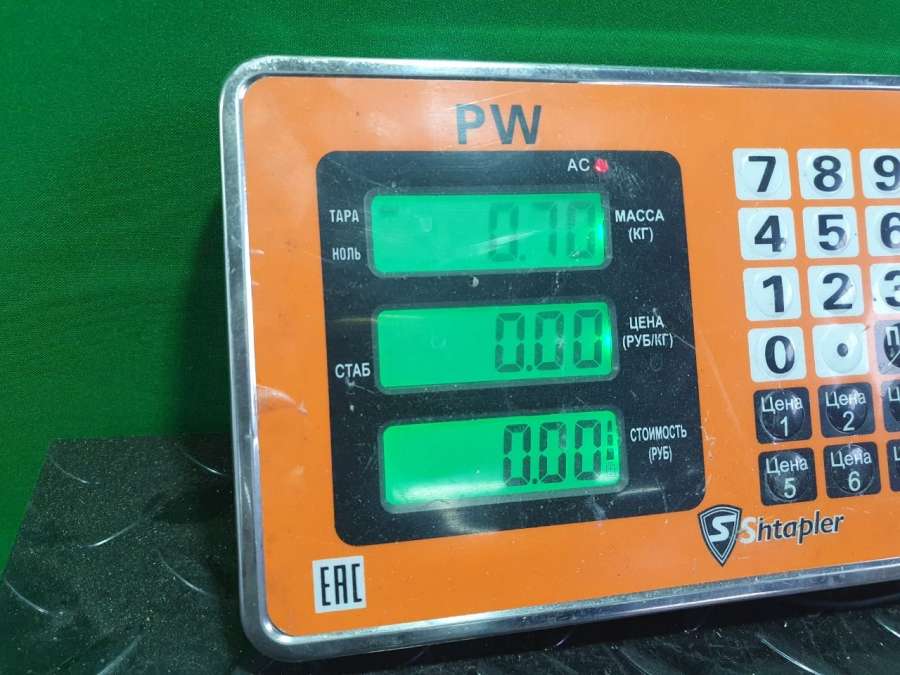 PW
AC
ТАРА
НОЛЬ
0.70
МАССА
(КГ)
СТАБ
0.00
ЦЕНА
(РУБ/КГ)
0.00
СТОИМОСТЬ
(РУБ)
7 8 9
4 5 6
1 2 3
0 .
Цена 1
Цена 2
Цена 5
Цена 6
Shtapler
EAC